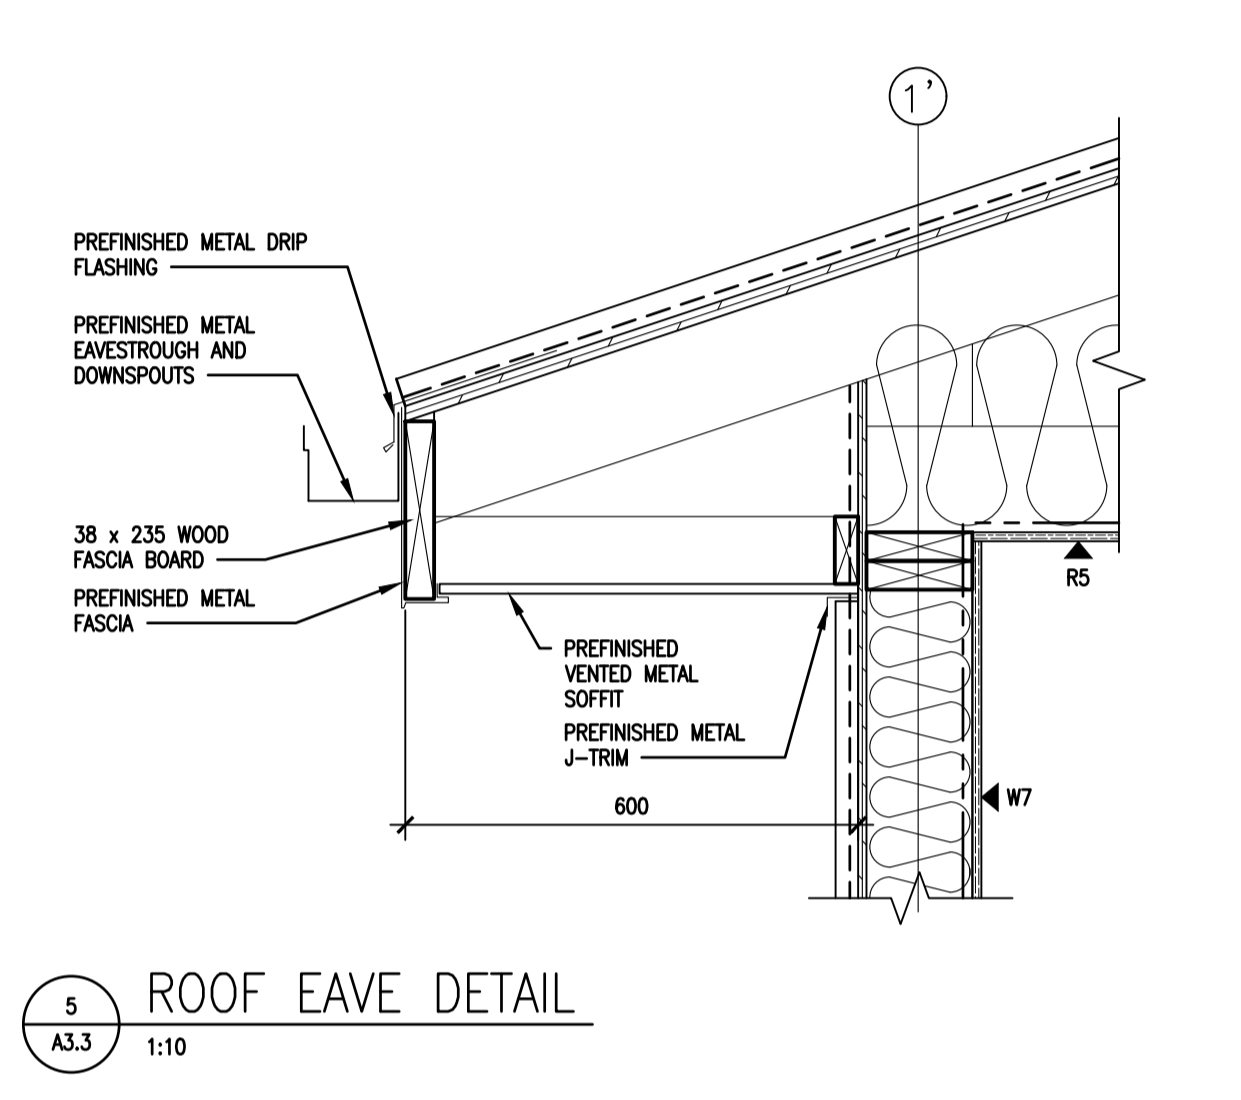 1'
PREFINISHED METAL DRIP
FLASHING
PREFINISHED METAL
EAVESTROUGH AND
DOWNSPOUTS
38 x 235 WOOD
FASCIA BOARD
PREFINISHED METAL
FASCIA
R5
PREFINISHED
VENTED METAL
SOFFIT
PREFINISHED METAL
J-TRIM
600
W7
5
A3.3
ROOF EAVE DETAIL
1:10